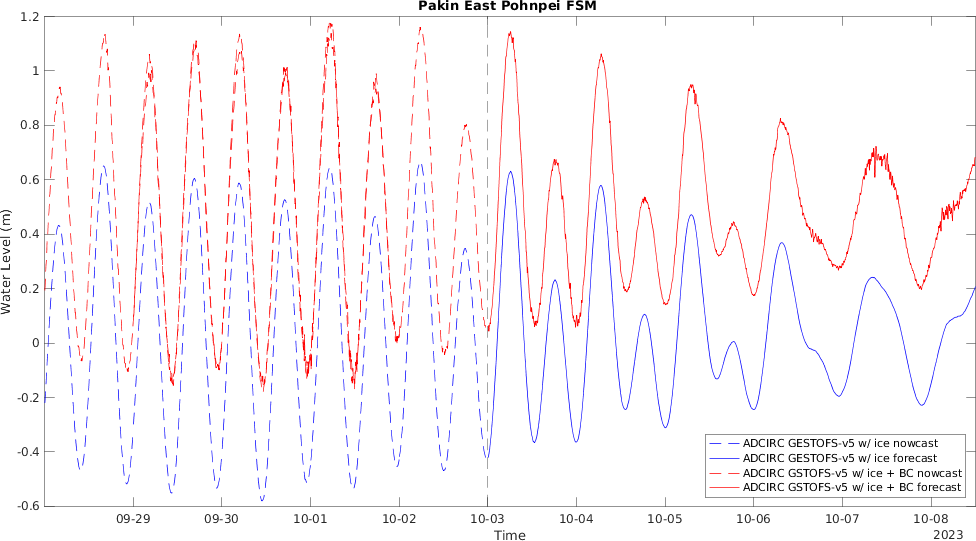 Pakin East Pohnpei FSM
1.2
1
0.8
0.6
0.4
0.2
0
-0.2
-0.4
-0.6
Water Level (m)
ADCIRC GESTOFS-v5 w/ ice nowcast
ADCIRC GESTOFS-v5 w/ ice forecast
ADCIRC GSTOFS-v5 w/ ice + BC nowcast
ADCIRC GSTOFS-v5 w/ ice + BC forecast
09-29 09-30 10-01 10-02 10-03 10-04 10-05 10-06 10-07 10-08
Time
2023